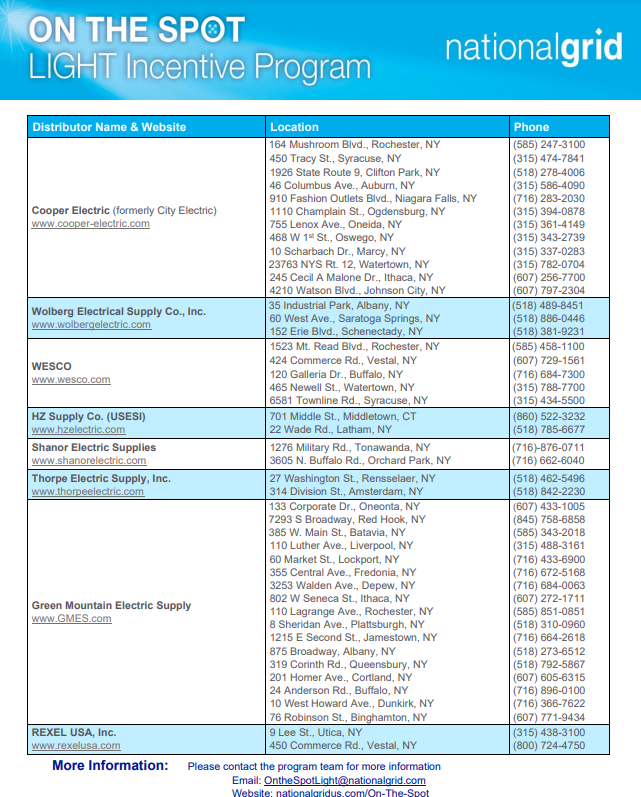 ON THE SPOT
LIGHT Incentive Program
nationalgrid
Distributor Name & Website Location Phone
Cooper Electric (formerly City Electric)
www.cooper-electric.com
164 Mushroom Blvd., Rochester, NY (585) 247-3100
450 Tracy St., Syracuse, NY (315) 474-7841
1926 State Route 9, Clifton Park, NY (518) 278-4006
46 Columbus Ave., Auburn, NY (315) 586-4090
910 Fashion Outlets Blvd., Niagara Falls, NY (716) 283-2030
1110 Champlain St., Ogdensburg, NY (315) 394-0878
755 Lenox Ave., Oneida, NY (315) 361-4149
468 W 1st St., Oswego, NY (315) 343-2739
10 Scharbach Dr., Marcy, NY (315) 337-0283
23763 NYS Rt. 12, Watertown, NY (315) 782-0704
245 Cecil A Malone Dr., Ithaca, NY (607) 256-7700
4210 Watson Blvd., Johnson City, NY (607) 797-2304
Wolberg Electrical Supply Co., Inc.
www.wolbergelectric.com
35 Industrial Park, Albany, NY (518) 489-8451
60 West Ave., Saratoga Springs, NY (518) 886-0446
152 Erie Blvd., Schenectady, NY (518) 381-9231
WESCO
www.wesco.com
1523 Mt. Read Blvd., Rochester, NY (585) 458-1100
424 Commerce Rd., Vestal, NY (607) 729-1561
120 Galleria Dr., Buffalo, NY (716) 684-7300
465 Newell St., Watertown, NY (315) 788-7700
6581 Townline Rd., Syracuse, NY (315) 434-5500
HZ Supply Co. (USESI)
www.hzelectric.com
701 Middle St., Middletown, CT (860) 522-3232
22 Wade Rd., Latham, NY (518) 785-6677
Shanor Electric Supplies
www.shanorelectric.com
1276 Military Rd., Tonawanda, NY (716)-876-0711
3605 N. Buffalo Rd., Orchard Park, NY (716) 662-6040
Thorpe Electric Supply, Inc.
www.thorpeelectric.com
27 Washington St., Rensselaer, NY (518) 462-5496
314 Division St., Amsterdam, NY (518) 842-2230
Green Mountain Electric Supply
www.GMES.com
133 Corporate Dr., Oneonta, NY (607) 433-1005
7293 S Broadway, Red Hook, NY (845) 758-6858
385 W. Main St., Batavia, NY (585) 343-2018
110 Luther Ave., Liverpool, NY (315) 488-3161
60 Market St., Lockport, NY (716) 433-6900
355 Central Ave., Fredonia, NY (716) 672-5168
3253 Walden Ave., Depew, NY (716) 684-0063
802 W Seneca St., Ithaca, NY (607) 272-1711
110 Lagrange Ave., Rochester, NY (585) 851-0851
8 Sheridan Ave., Plattsburgh, NY (518) 310-0960
1215 E Second St., Jamestown, NY (716) 664-2618
875 Broadway, Albany, NY (518) 273-6512
319 Corinth Rd., Queensbury, NY (518) 792-5867
201 Homer Ave., Cortland, NY (607) 605-6315
24 Anderson Rd., Buffalo, NY (716) 896-0100
10 West Howard Ave., Dunkirk, NY (716) 366-7622
76 Robinson St., Binghamton, NY (607) 771-9434
REXEL USA, Inc.
www.rexelusa.com
9 Lee St., Utica, NY (315) 438-3100
450 Commerce Rd., Vestal, NY (800) 724-4750
More Information: Please contact the program team for more information
Email: OntheSpotLight@nationalgrid.com
Website: nationalgridus.com/On-The-Spot